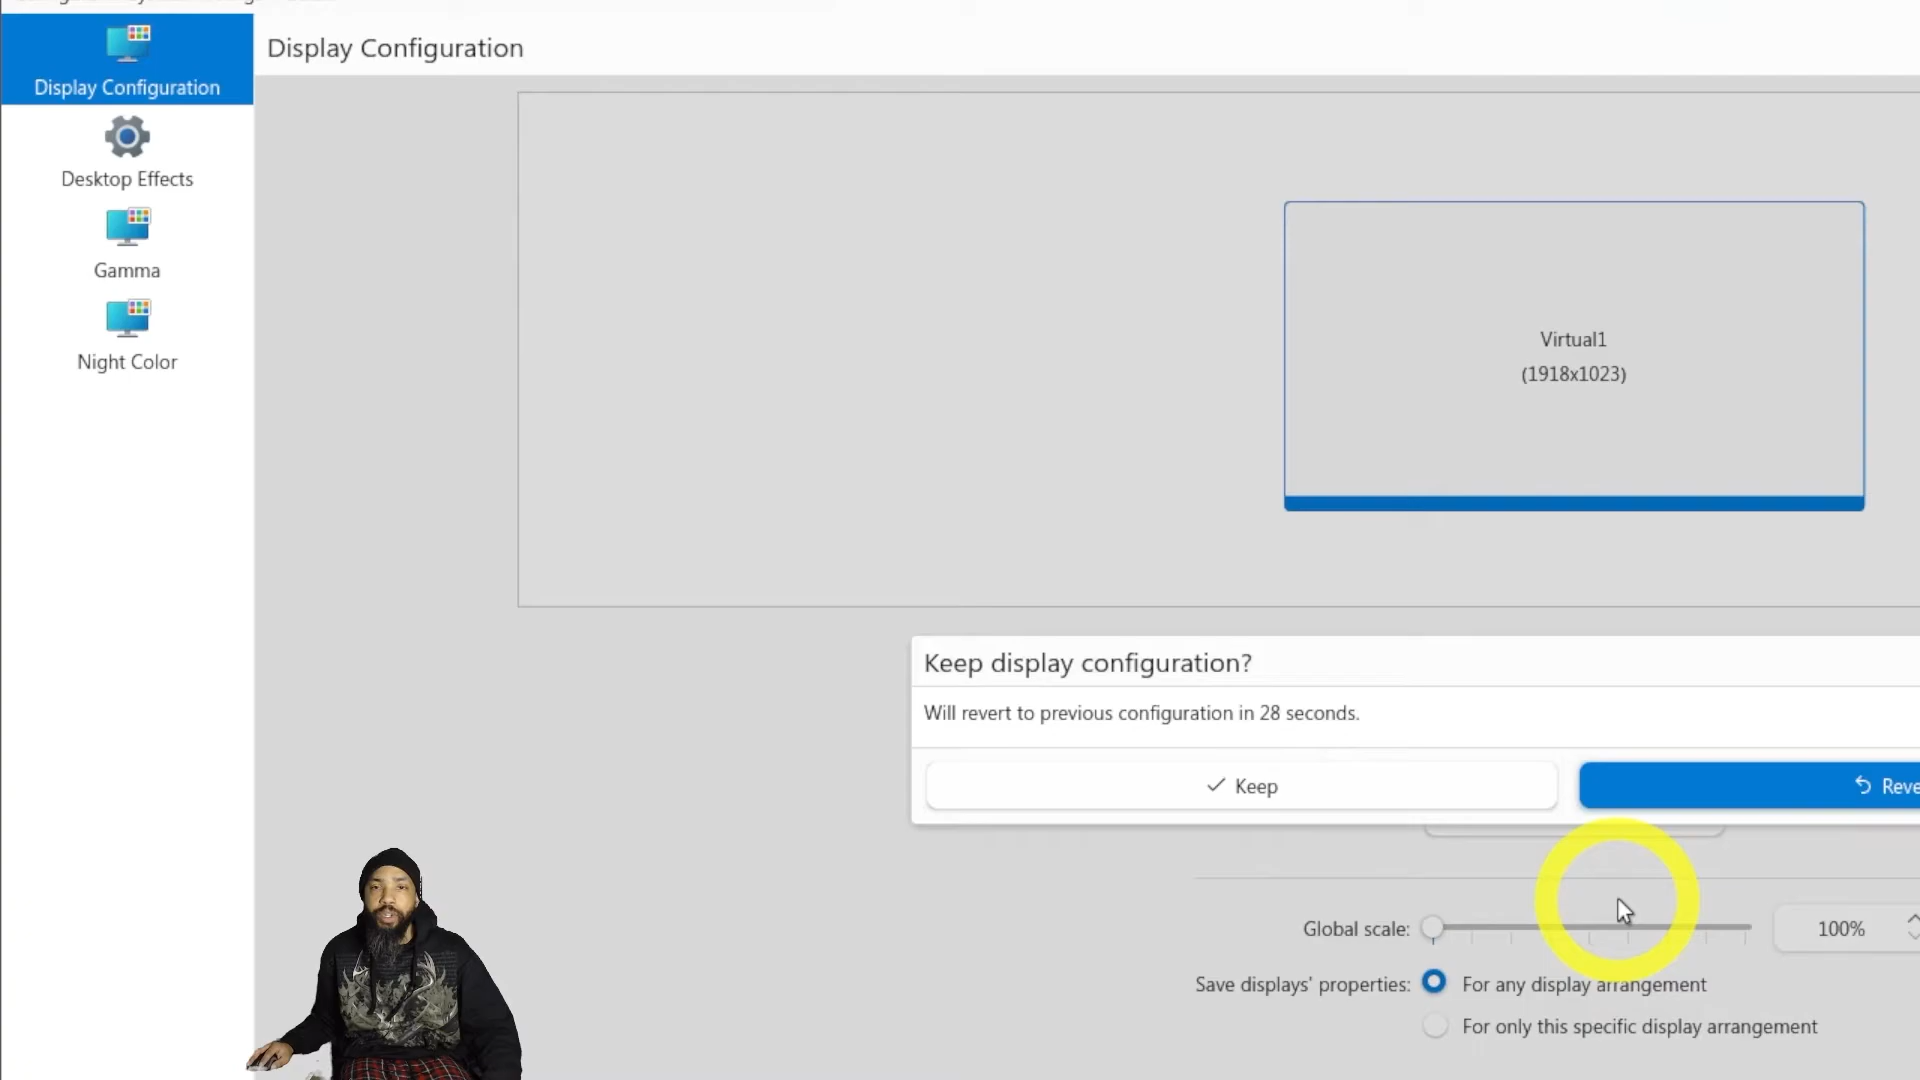 Display Configuration
Display Configuration
Desktop Effects
Gamma
Night Color
Virtual1
(1918x1023)
Keep display configuration?
Will revert to previous configuration in 28 seconds.
Keep
Reve
Global scale:
100%
Save displays' properties:
For any display arrangement
For only this specific display arrangement